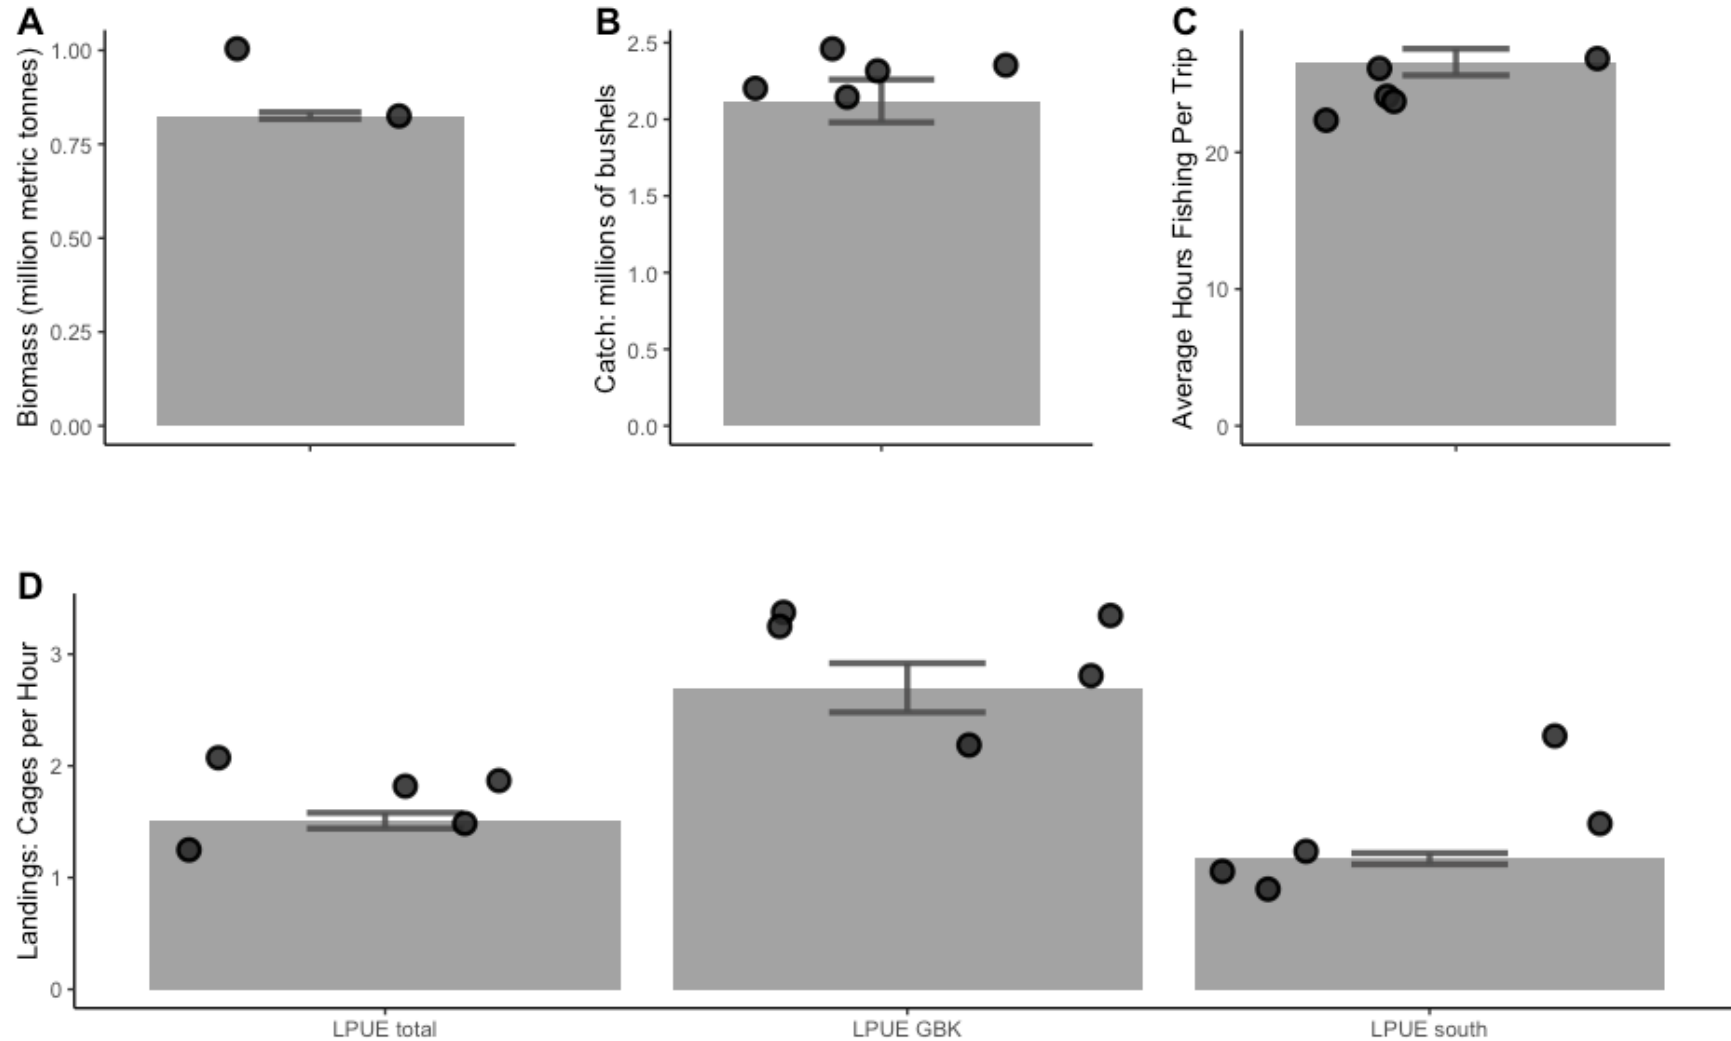 A
Biomass (million metric tonnes)
1.00
0.75
0.50
0.25
0.00
B
Catch: millions of bushels
2.5
2.0
1.5
1.0
0.5
0.0
C
Average Hours Fishing Per Trip
20
10
0
D
Landings: Cages per Hour
3
2
1
0
LPUE total
LPUE GBK
LPUE south